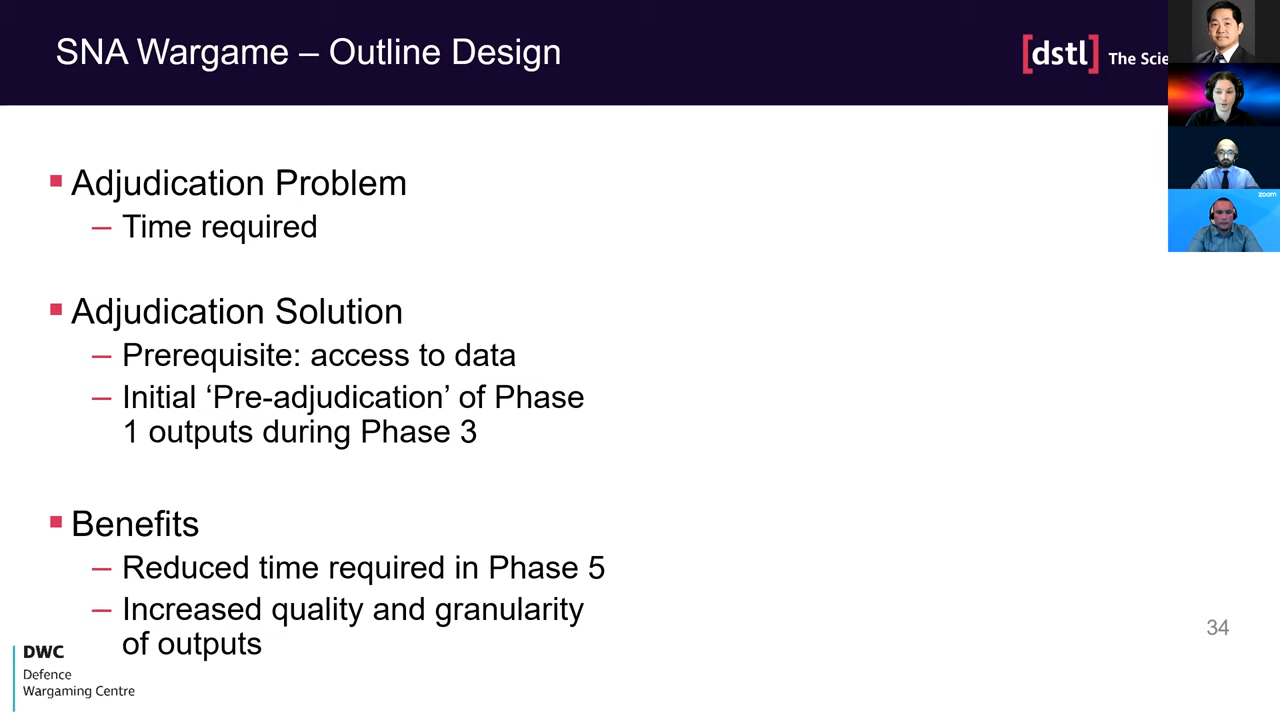 SNA Wargame – Outline Design
[dstl] The Scie
zoom
▪ Adjudication Problem
– Time required
▪ Adjudication Solution
– Prerequisite: access to data
– Initial ‘Pre-adjudication’ of Phase
1 outputs during Phase 3
▪ Benefits
– Reduced time required in Phase 5
– Increased quality and granularity
of outputs
34
DWC
Defence
Wargaming Centre